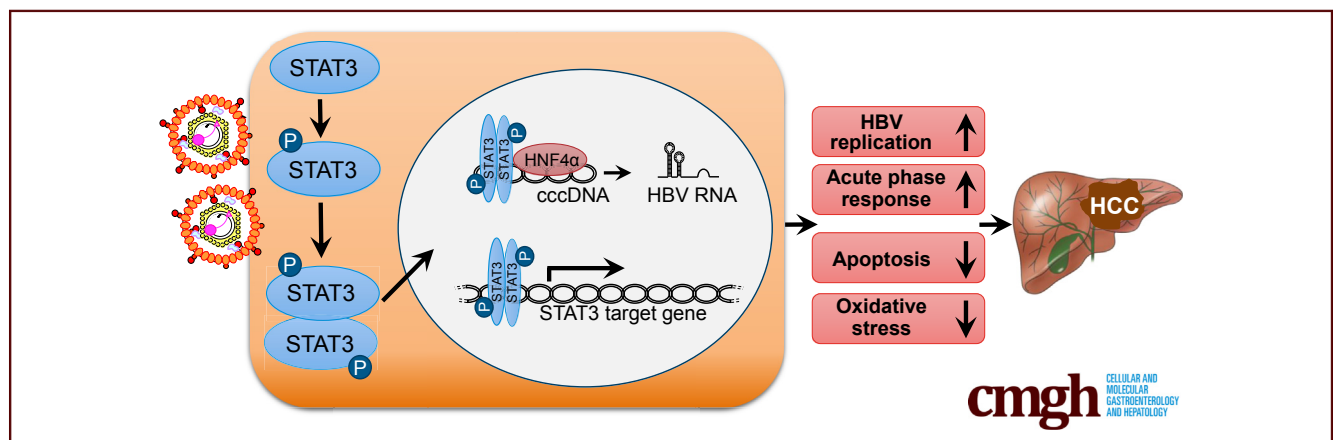 STAT3
P
STAT3
P
STAT3
STAT3
P
STAT3
STAT3
P
P
HNF4α
cccDNA
HBV RNA
STAT3
STAT3
P
P
STAT3 target gene
HBV
replication
Acute phase
response
Apoptosis
Oxidative
stress
HCC
cmgh
CELLULAR AND
MOLECULAR
GASTROENTEROLOGY
AND HEPATOLOGY